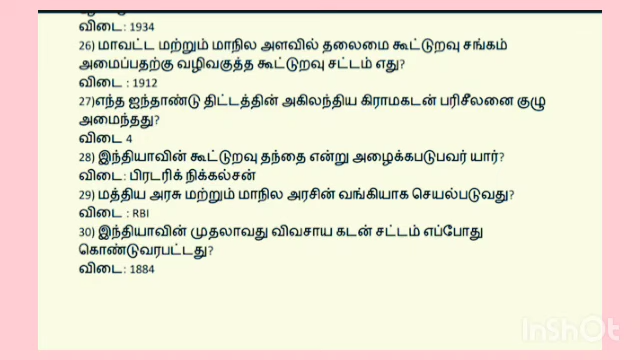 விடை: 1934
26) மாவட்ட மற்றும் மாநில அளவில் தலைமை கூட்டுறவு சங்கம்
அமைப்பதற்கு வழிவகுத்த கூட்டுறவு சட்டம் எது?
விடை : 1912
27)எந்த ஐந்தாண்டு திட்டத்தின் அகிலந்திய கிராமகடன் பரிசீலனை குழு
அமைந்தது?
விடை 4
28) இந்தியாவின் கூட்டுறவு தந்தை என்று அழைக்கபடுபவர் யார்?
விடை: பிரடரிக் நிக்கல்சன்
29) மத்திய அரசு மற்றும் மாநில அரசின் வங்கியாக செயல்படுவது?
விடை : RBI
30) இந்தியாவின் முதலாவது விவசாய கடன் சட்டம் எப்போது
கொண்டுவரபட்டது?
விடை: 1884
InShOt